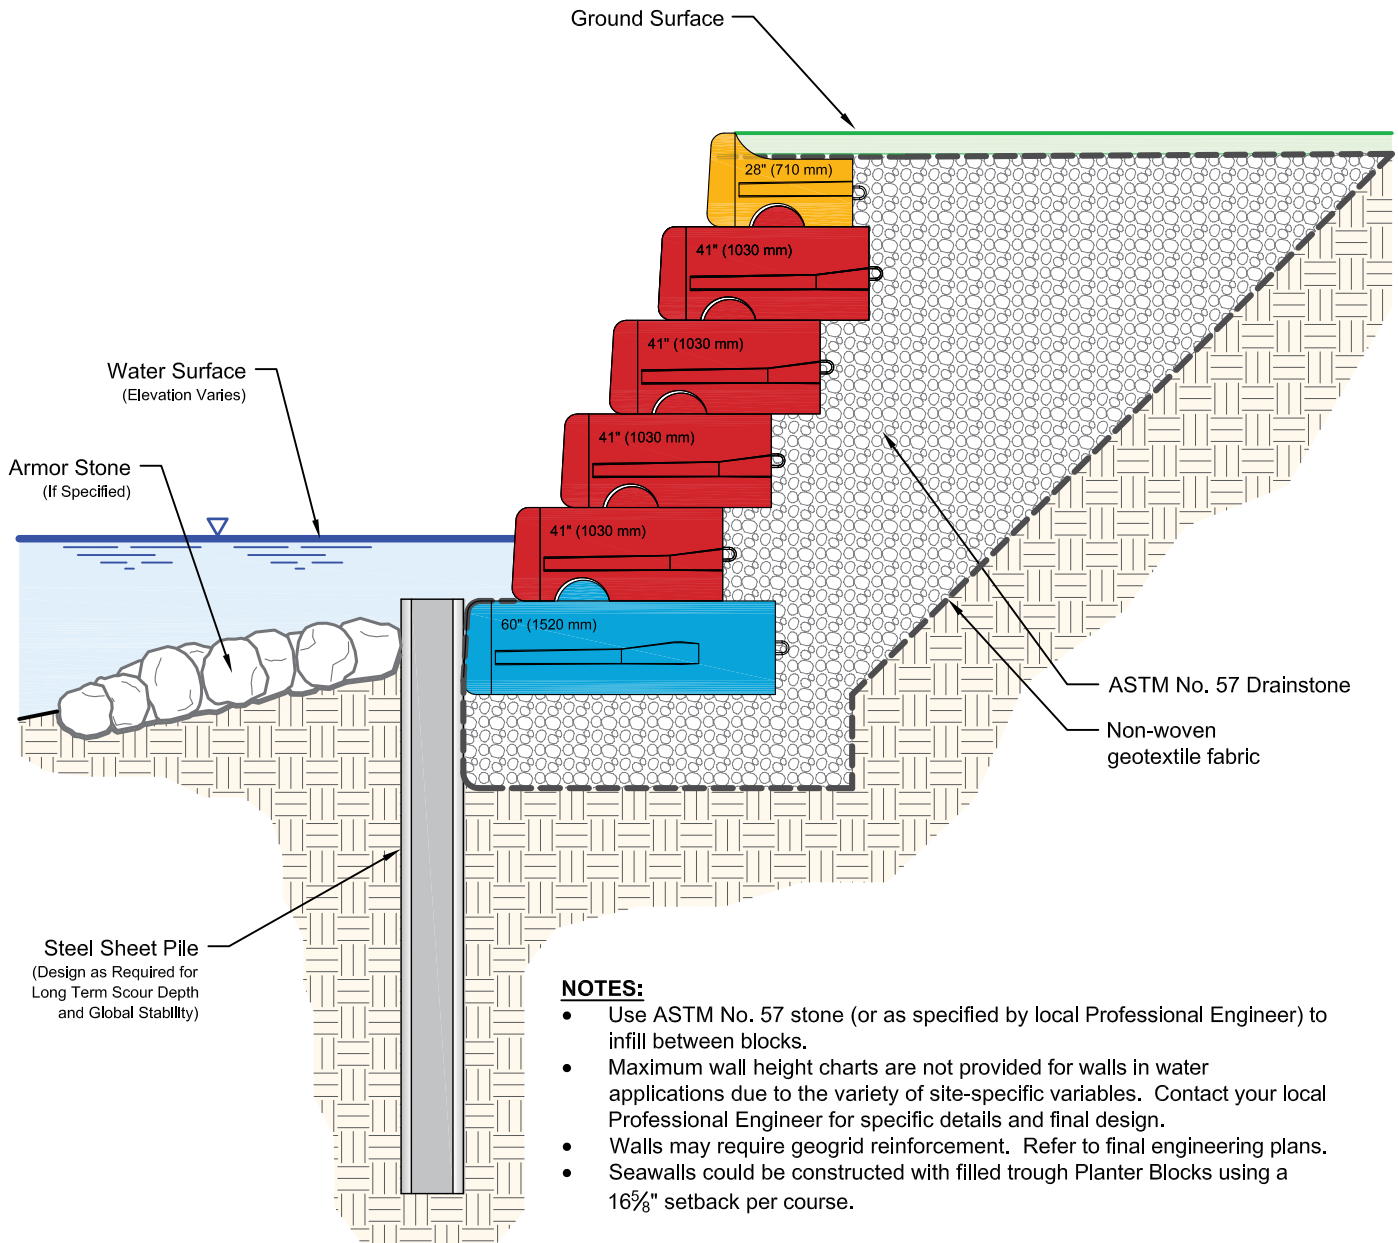 Ground Surface
28" (710 mm)
41" (1030 mm)
41" (1030 mm)
Water Surface
(Elevation Varies)
41" (1030 mm)
Armor Stone
(If Specified)
41" (1030 mm)
60" (1520 mm)
ASTM No. 57 Drainstone
Non-woven
geotextile fabric
Steel Sheet Pile
(Design as Required for
Long Term Scour Depth
and Global Stability)
NOTES:
• Use ASTM No. 57 stone (or as specified by local Professional Engineer) to
infill between blocks.
• Maximum wall height charts are not provided for walls in water
applications due to the variety of site-specific variables. Contact your local
Professional Engineer for specific details and final design.
• Walls may require geogrid reinforcement. Refer to final engineering plans.
• Seawalls could be constructed with filled trough Planter Blocks using a
16⅝" setback per course.